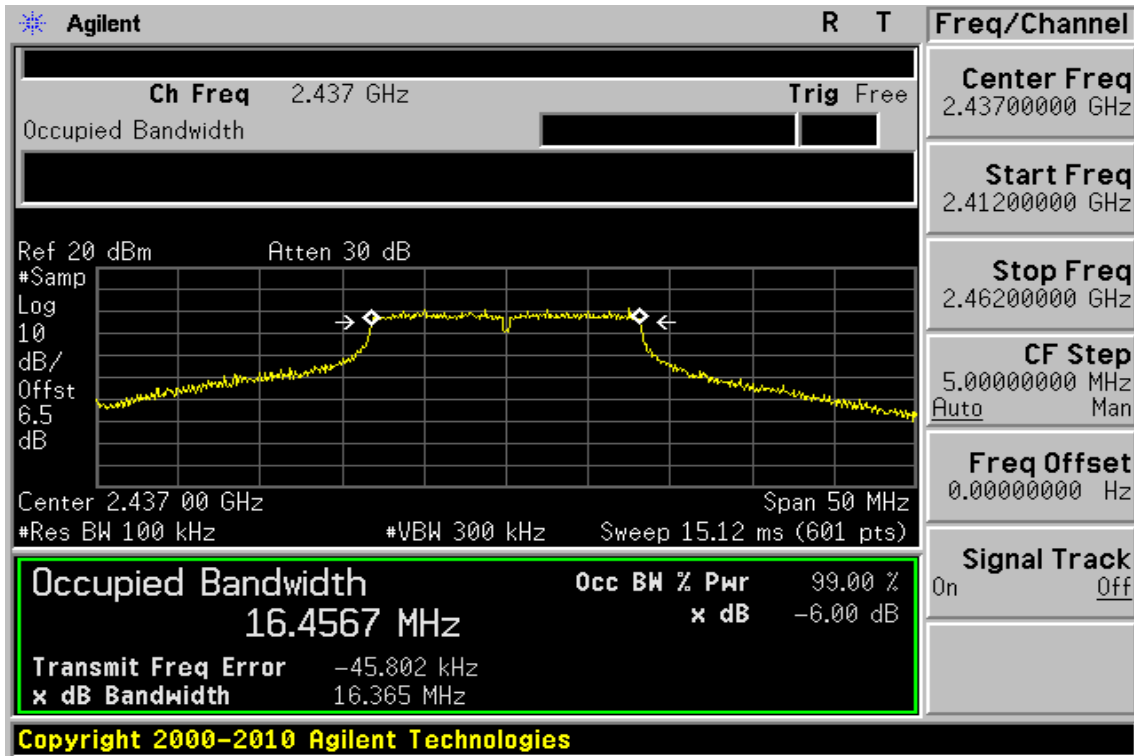 Agilent R T
Ch Freq 2.437 GHz Trig Free
Occupied Bandwidth
Ref 20 dBm Atten 30 dB
#Samp
Log
10
dB/
Offst
6.5
dB
Center 2.437 00 GHz Span 50 MHz
#Res BW 100 kHz #VBW 300 kHz Sweep 15.12 ms (601 pts)
Occupied Bandwidth Occ BW % Pwr 99.00 %
16.4567 MHz x dB -6.00 dB
Transmit Freq Error -45.802 kHz
x dB Bandwidth 16.365 MHz
Copyright 2000-2010 Agilent Technologies
Freq/Channel
Center Freq
2.43700000 GHz
Start Freq
2.41200000 GHz
Stop Freq
2.46200000 GHz
CF Step
5.00000000 MHz
Auto Man
Freq Offset
0.00000000 Hz
Signal Track
On Off